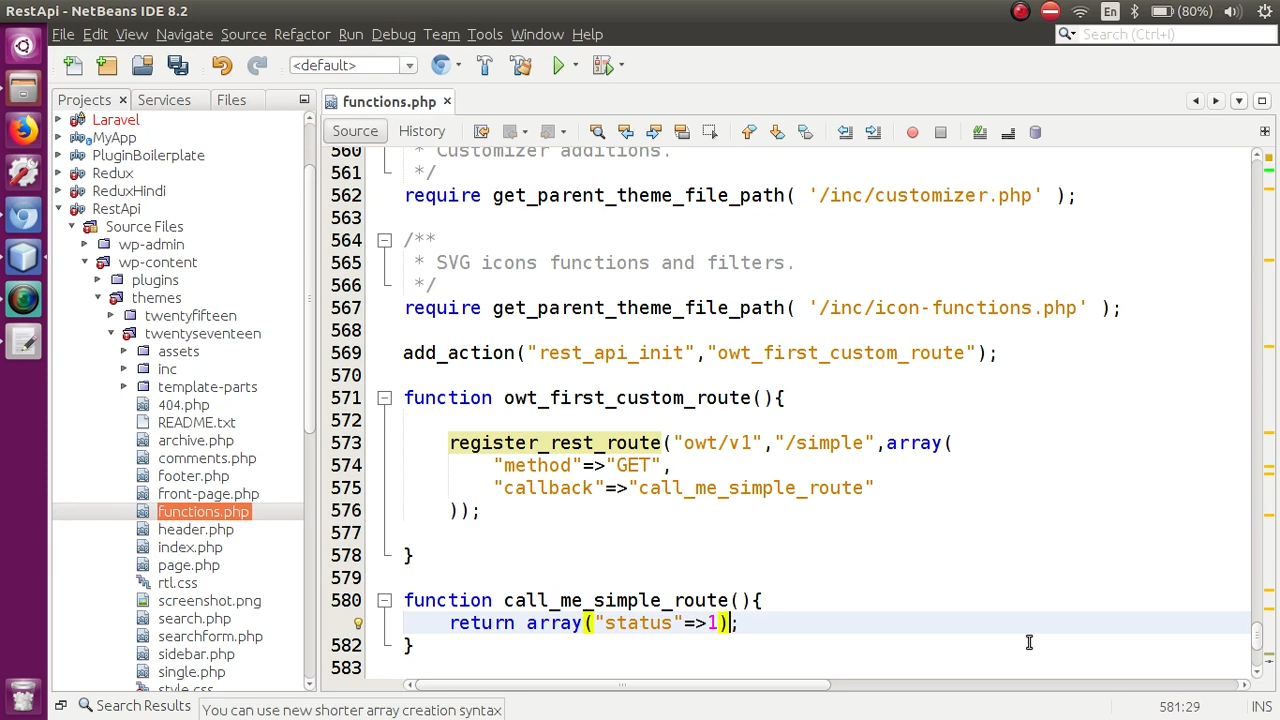 RestApi - NetBeans IDE 8.2
En
(80%)
File Edit View Navigate Source Refactor Run Debug Team Tools Window Help
Search (Ctrl+I)
<default>
Projects
Services
Files
functions.php
Source
History
Laravel
MyApp
PluginBoilerplate
Redux
ReduxHindi
RestApi
Source Files
wp-admin
wp-content
plugins
themes
twentyfifteen
twentyseventeen
assets
inc
template-parts
404.php
README.txt
archive.php
comments.php
footer.php
front-page.php
functions.php
header.php
index.php
page.php
rtl.css
screenshot.png
search.php
searchform.php
sidebar.php
single.php
style.css
560 * Customizer additions.
561 */
562 require get_parent_theme_file_path( '/inc/customizer.php' );
563
564 /**
565 * SVG icons functions and filters.
566 */
567 require get_parent_theme_file_path( '/inc/icon-functions.php' );
568
569 add_action("rest_api_init","owt_first_custom_route");
570
571 function owt_first_custom_route(){
572
573 register_rest_route("owt/v1","/simple",array(
574 "method"=>"GET",
575 "callback"=>"call_me_simple_route"
576 ));
577
578 }
579
580 function call_me_simple_route(){
return array("status"=>1);
582 }
583
Search Results
You can use new shorter array creation syntax
581:29
INS